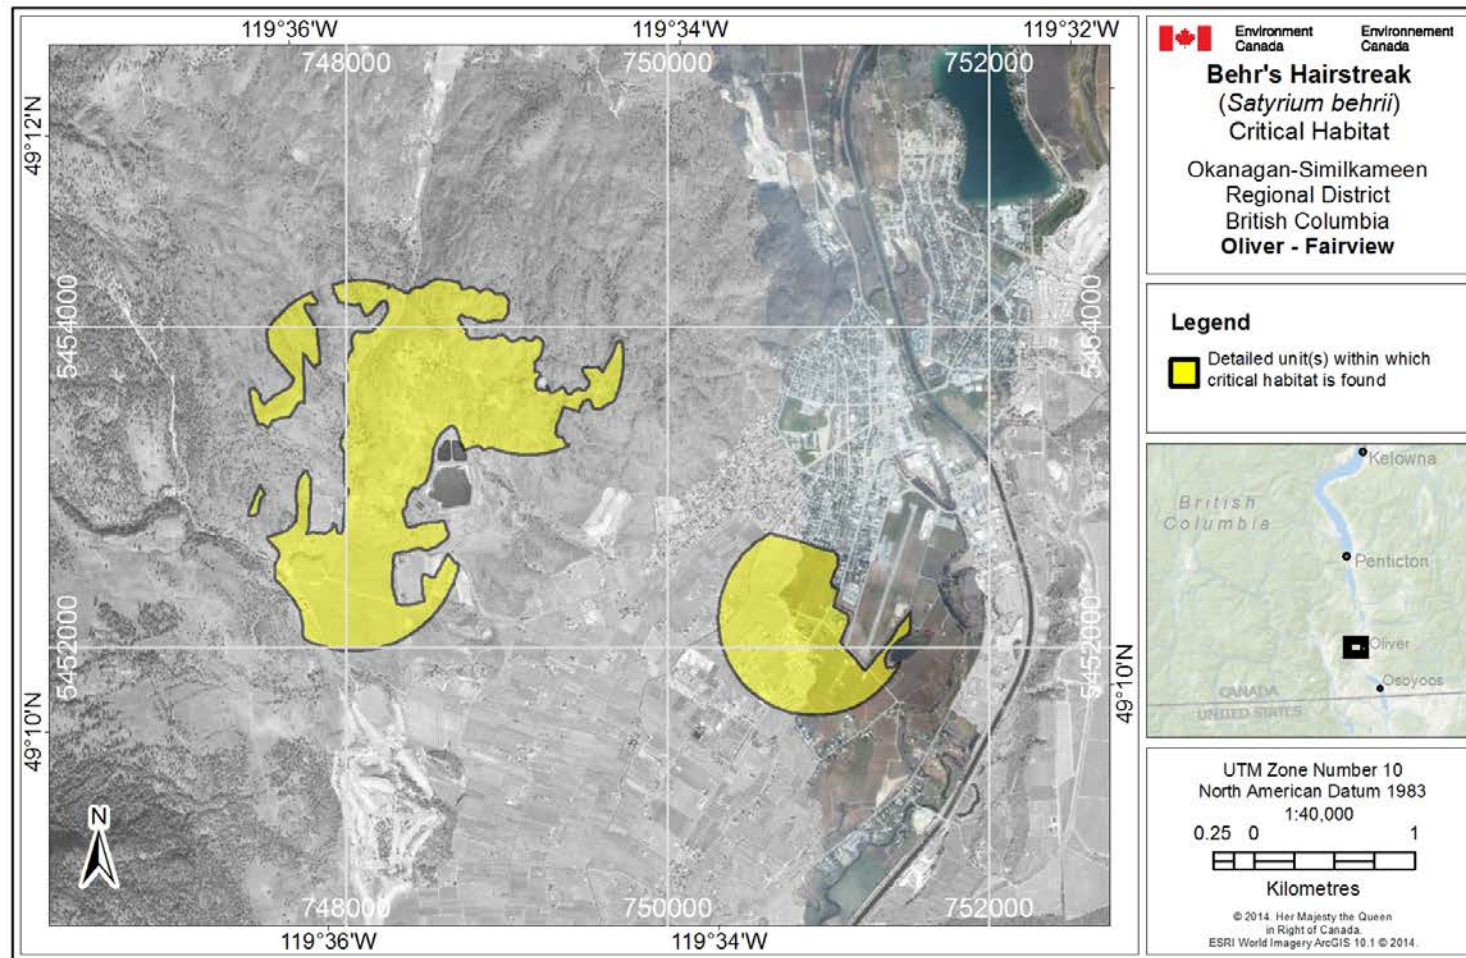 119°36'W
119°34'W
119°32'W
748000
750000
752000
49°12'N
5454000
5454000
5452000
5452000
49°10'N
49°10'N
N
748000
750000
752000
119°36'W
119°34'W
Environment
Canada
Environnement
Canada
Behr's Hairstreak
(Satyrium behrii)
Critical Habitat
Okanagan-Similkameen
Regional District
British Columbia
Oliver - Fairview
Legend
Detailed unit(s) within which
critical habitat is found
Kelowna
British
Columbia
Penticton
Oliver
Osoyoos
CANADA
UNITED STATES
UTM Zone Number 10
North American Datum 1983
1:40,000
0.25 0 1
Kilometres
© 2014. Her Majesty the Queen
in Right of Canada.
ESRI World Imagery ArcGIS 10.1 © 2014.